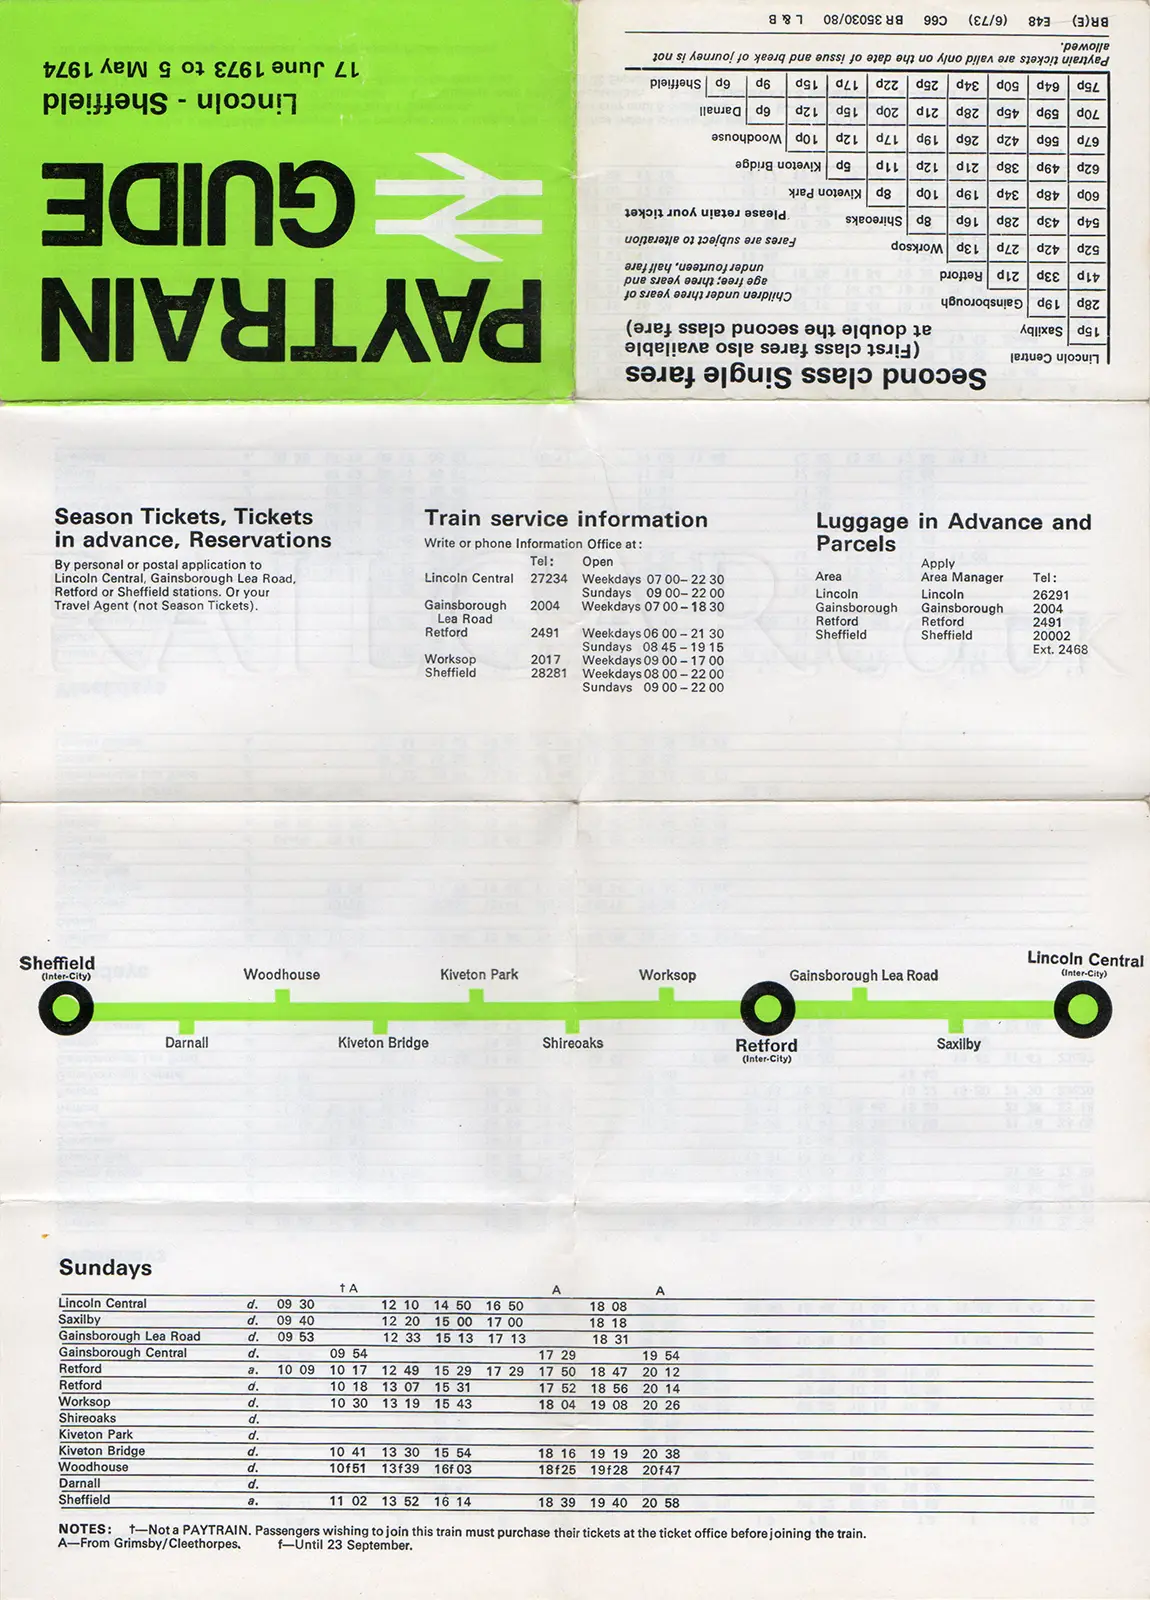 PAYTRAIN
GUIDE
Lincoln - Sheffield
17 June 1973 to 5 May 1974
Second class Single fares
(First class fares also available
at double the second class fare)
Lincoln Central
15p Saxilby
28p 19p Gainsborough
41p 33p 21p Retford
52p 42p 27p 13p Worksop
54p 43p 28p 16p 8p Shireoaks
60p 48p 34p 19p 10p 8p Kiveton Park
62p 49p 38p 21p 12p 11p 5p Kiveton Bridge
67p 56p 42p 26p 19p 17p 12p 10p Woodhouse
70p 59p 45p 28p 21p 20p 15p 12p 6p Darnall
75p 64p 50p 34p 25p 22p 17p 15p 9p 6p Sheffield
Children under three years of
age free; three years and
under fourteen, half fare
Fares are subject to alteration
Please retain your ticket
Paytrain tickets are valid only on the date of issue and break of journey is not
allowed.
BR(E) E48 (6/73) C66 BR 35030/80 L & B
Season Tickets, Tickets
in advance, Reservations
By personal or postal application to
Lincoln Central, Gainsborough Lea Road,
Retford or Sheffield stations. Or your
Travel Agent (not Season Tickets).
Train service information
Write or phone Information Office at:
Tel: Open
Lincoln Central 27234 Weekdays 07 00–22 30
Sundays 09 00–22 00
Gainsborough 2004 Weekdays 07 00–18 30
Lea Road
Retford 2491 Weekdays 06 00–21 30
Sundays 08 45–19 15
Worksop 2017 Weekdays 09 00–17 00
Sheffield 28281 Weekdays 08 00–22 00
Sundays 09 00–22 00
Luggage in Advance and
Parcels
Apply
Area Area Manager Tel:
Lincoln Lincoln 26291
Gainsborough Gainsborough 2004
Retford Retford 2491
Sheffield Sheffield 20002
Ext. 2468
RAILCAR.co.uk
Sheffield
(Inter-City)
Darnall
Woodhouse
Kiveton Bridge
Kiveton Park
Shireoaks
Worksop
Retford
(Inter-City)
Gainsborough Lea Road
Saxilby
Lincoln Central
(Inter-City)
Sundays
† A A A
Lincoln Central d. 09 30 12 10 14 50 16 50 18 08
Saxilby d. 09 40 12 20 15 00 17 00 18 18
Gainsborough Lea Road d. 09 53 12 33 15 13 17 13 18 31
Gainsborough Central d. 09 54 17 29 19 54
Retford a. 10 09 10 17 12 49 15 29 17 29 17 50 18 47 20 12
Retford d. 10 18 13 07 15 31 17 52 18 56 20 14
Worksop d. 10 30 13 19 15 43 18 04 19 08 20 26
Shireoaks d.
Kiveton Park d.
Kiveton Bridge d. 10 41 13 30 15 54 18 16 19 19 20 38
Woodhouse d. 10f51 13f39 16f03 18f25 19f28 20f47
Darnall d.
Sheffield a. 11 02 13 52 16 14 18 39 19 40 20 58
NOTES: †—Not a PAYTRAIN. Passengers wishing to join this train must purchase their tickets at the ticket office before joining the train.
A—From Grimsby/Cleethorpes. f—Until 23 September.